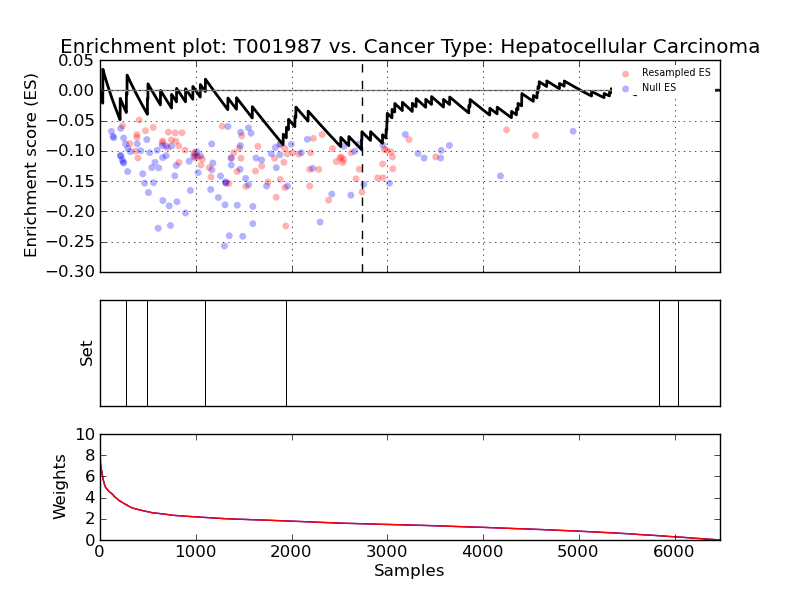 Enrichment plot: T001987 vs. Cancer Type: Hepatocellular Carcinoma
Enrichment score (ES)
0.05
0.00
−0.05
−0.10
−0.15
−0.20
−0.25
−0.30
Resampled ES
Null ES
Set
Weights
10
8
6
4
2
0
0 1000 2000 3000 4000 5000 6000
Samples